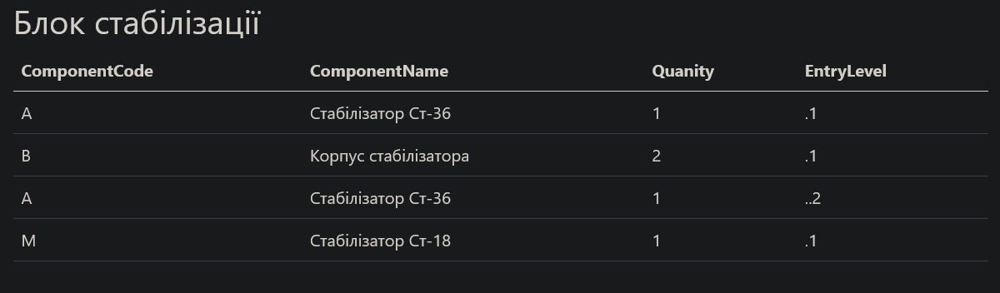 Блок стабілізації
ComponentCode ComponentName Quanity EntryLevel
A Стабілізатор Ст-36 1 .1
B Корпус стабілізатора 2 .1
A Стабілізатор Ст-36 1 ..2
M Стабілізатор Ст-18 1 .1